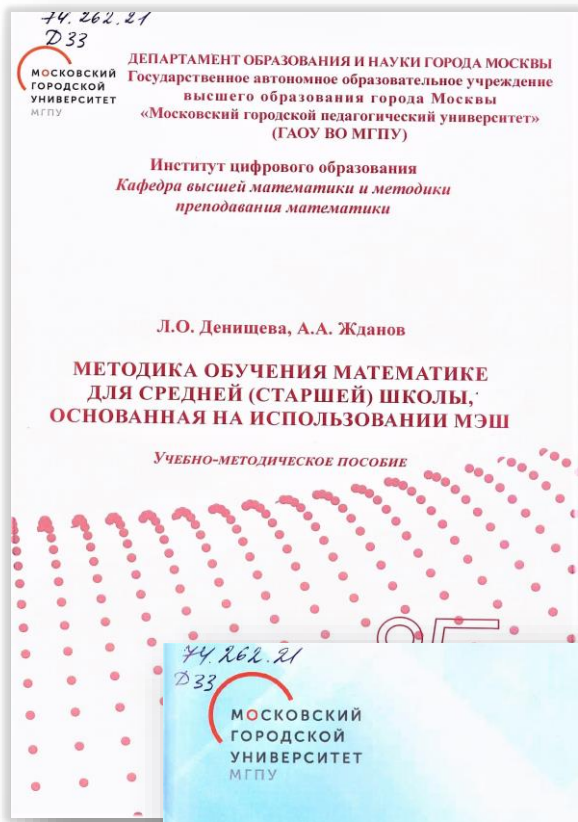 74.262.21
Д33
МОСКОВСКИЙ
ГОРОДСКОЙ
УНИВЕРСИТЕТ
МГПУ
ДЕПАРТАМЕНТ ОБРАЗОВАНИЯ И НАУКИ ГОРОДА МОСКВЫ
Государственное автономное образовательное учреждение
высшего образования города Москвы
«Московский городской педагогический университет»
(ГАОУ ВО МГПУ)
Институт цифрового образования
Кафедра высшей математики и методики
преподавания математики
Л.О. Денищева, А.А. Жданов
МЕТОДИКА ОБУЧЕНИЯ МАТЕМАТИКЕ
ДЛЯ СРЕДНЕЙ (СТАРШЕЙ) ШКОЛЫ,
ОСНОВАННАЯ НА ИСПОЛЬЗОВАНИИ МЭШ
УЧЕБНО-МЕТОДИЧЕСКОЕ ПОСОБИЕ
74.262.21
Д33
МОСКОВСКИЙ
ГОРОДСКОЙ
УНИВЕРСИТЕТ
МГПУ